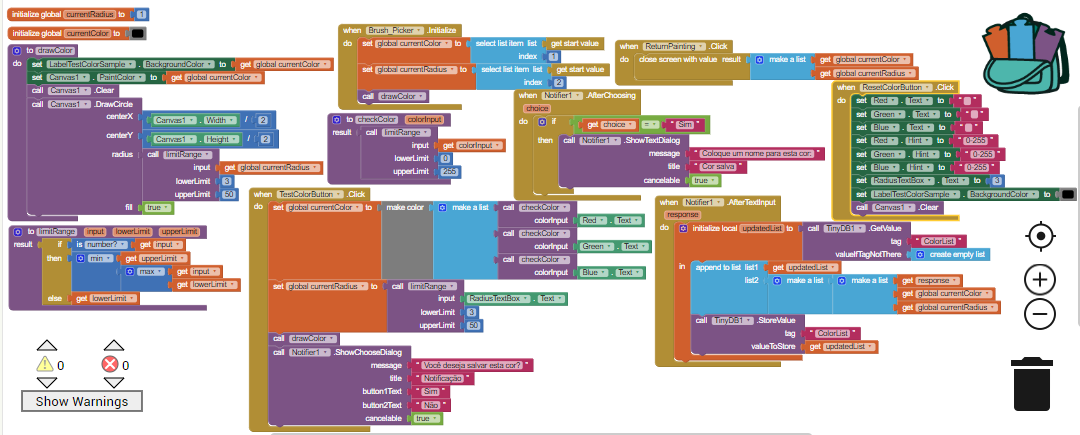 initialize global currentRadius to 1
initialize global currentColor to
to drawColor
do set LabelTestColorSample . BackgroundColor to get global currentColor
set Canvas1 . PaintColor to get global currentColor
call Canvas1 .Clear
call Canvas1 .DrawCircle
centerX Canvas1 . Width / 2
centerY Canvas1 . Height / 2
radius call limitRange
input get global currentRadius
lowerLimit 3
upperLimit 50
fill true
to limitRange input lowerLimit upperLimit
result if is number? get input
then min get upperLimit
max get input
get lowerLimit
else get lowerLimit
when Brush_Picker .Initialize
do set global currentColor to select list item list get start value
index 1
set global currentRadius to select list item list get start value
index 2
call drawColor
to checkColor colorInput
result call limitRange
input get colorInput
lowerLimit 0
upperLimit 255
when TestColorButton .Click
do set global currentColor to make color make a list call checkColor
colorInput Red . Text
call checkColor
colorInput Green . Text
call checkColor
colorInput Blue . Text
set global currentRadius to call limitRange
input RadiusTextBox . Text
lowerLimit 3
upperLimit 50
call drawColor
call Notifier1 .ShowChooseDialog
message " Você deseja salvar esta cor? "
title " Notificação "
button1Text " Sim "
button2Text " Não "
cancelable true
when ReturnPainting .Click
do close screen with value result make a list get global currentColor
get global currentRadius
when Notifier1 .AfterChoosing
choice
do if get choice = " Sim "
then call Notifier1 .ShowTextDialog
message " Coloque um nome para esta cor: "
title " Cor salva "
cancelable true
when ResetColorButton .Click
do set Red . Text to " "
set Green . Text to " "
set Blue . Text to " "
set Red . Hint to " 0-255 "
set Green . Hint to " 0-255 "
set Blue . Hint to " 0-255 "
set RadiusTextBox . Text to 3
set LabelTestColorSample . BackgroundColor to
call Canvas1 .Clear
when Notifier1 .AfterTextInput
response
do initialize local updatedList to call TinyDB1 .GetValue
tag " ColorList "
valueIfTagNotThere create empty list
in append to list list1 get updatedList
list2 make a list make a list get response
get global currentColor
get global currentRadius
call TinyDB1 .StoreValue
tag " ColorList "
valueToStore get updatedList
0 0
Show Warnings